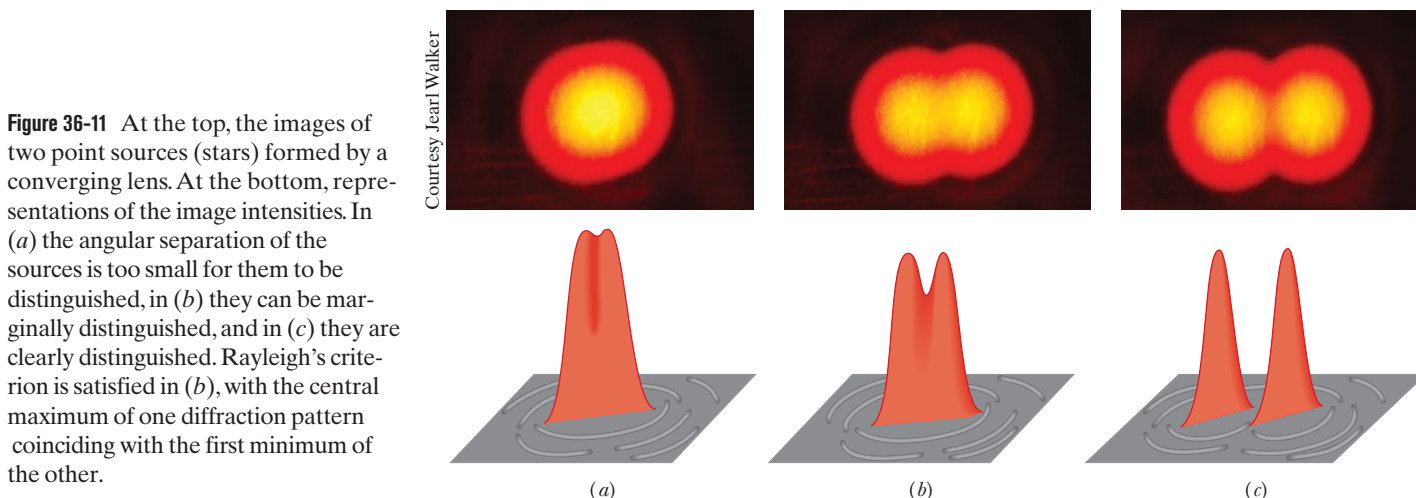 Figure 36-11 At the top, the images of
two point sources (stars) formed by a
converging lens. At the bottom, repre-
sentations of the image intensities. In
(a) the angular separation of the
sources is too small for them to be
distinguished, in (b) they can be mar-
ginally distinguished, and in (c) they are
clearly distinguished. Rayleigh's crite-
rion is satisfied in (b), with the central
maximum of one diffraction pattern
coinciding with the first minimum of
the other.
Courtesy Jearl Walker
(a)
(b)
(c)